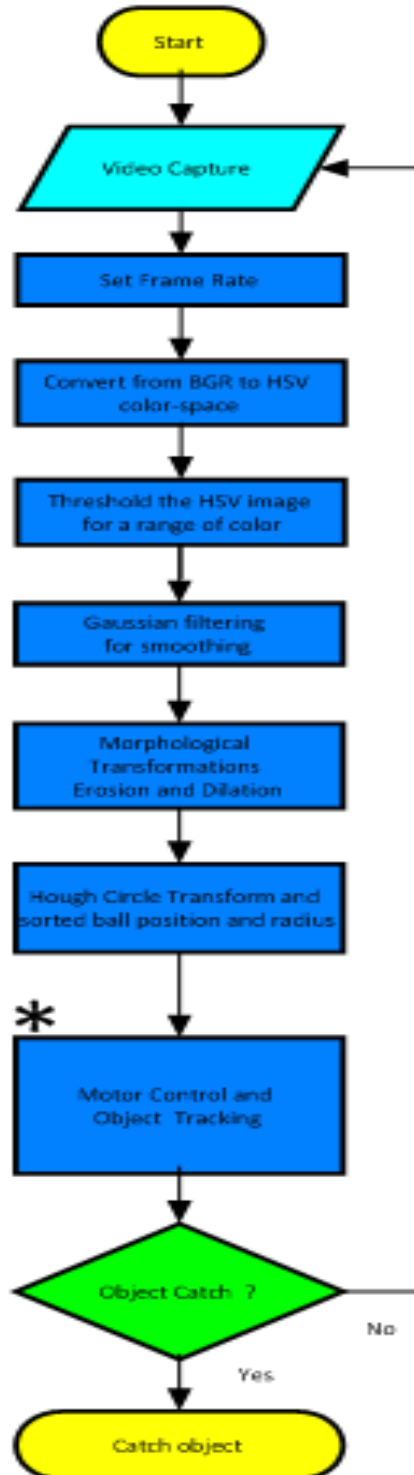 Start
Video Capture
Set Frame Rate
Convert from BGR to HSV
color-space
Threshold the HSV image
for a range of color
Gaussian filtering
for smoothing
Morphological
Transformations
Erosion and Dilation
Hough Circle Transform and
sorted ball position and radius
*
Motor Control and
Object Tracking
Object Catch ?
No
Yes
Catch object